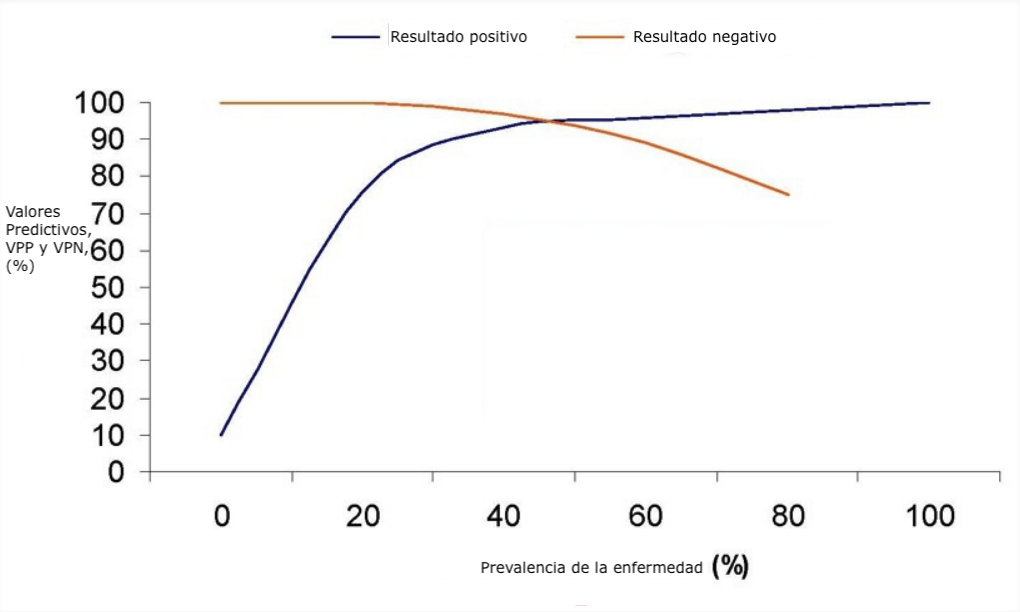 Resultado positivo
Resultado negativo
100
90
80
70
60
50
40
30
20
10
0
Valores
Predictivos,
VPP y VPN,
(%)
0 20 40 60 80 100
Prevalencia de la enfermedad (%)